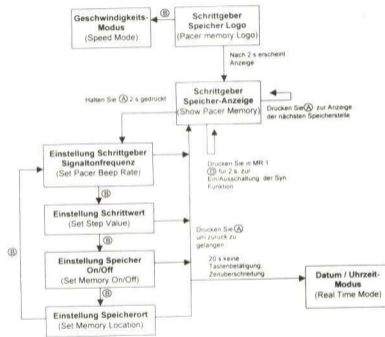 Geschwindigkeits-
Modus
(Speed Mode)
B
Schrittgeber
Speicher Logo
(Pacer memory Logo)
Nach 2 s erscheint
Anzeige
Halten Sie A 2 s gedrückt
Schrittgeber
Speicher-Anzeige
(Show Pacer Memory)
Drucken Sie A zur Anzeige
der nächsten Speicherstelle
Einstellung Schrittgeber
Signaltonfrequenz
(Set Pacer Beep Rate)
Drucken Sie in MR 1
D für 2 s. zur
Ein/Ausschaltung der Syn
Funktion
B
Einstellung Schrittwert
(Set Step Value)
B
B
Drucken Sie A
um zurück zu
gelangen
Einstellung Speicher
On/Off
(Set Memory On/Off)
20 s keine
Tastenbetätigung,
Zeitüberschreitung
B
Datum / Uhrzeit-
Modus
(Real Time Mode)
Einstellung Speicherort
(Set Memory Location)